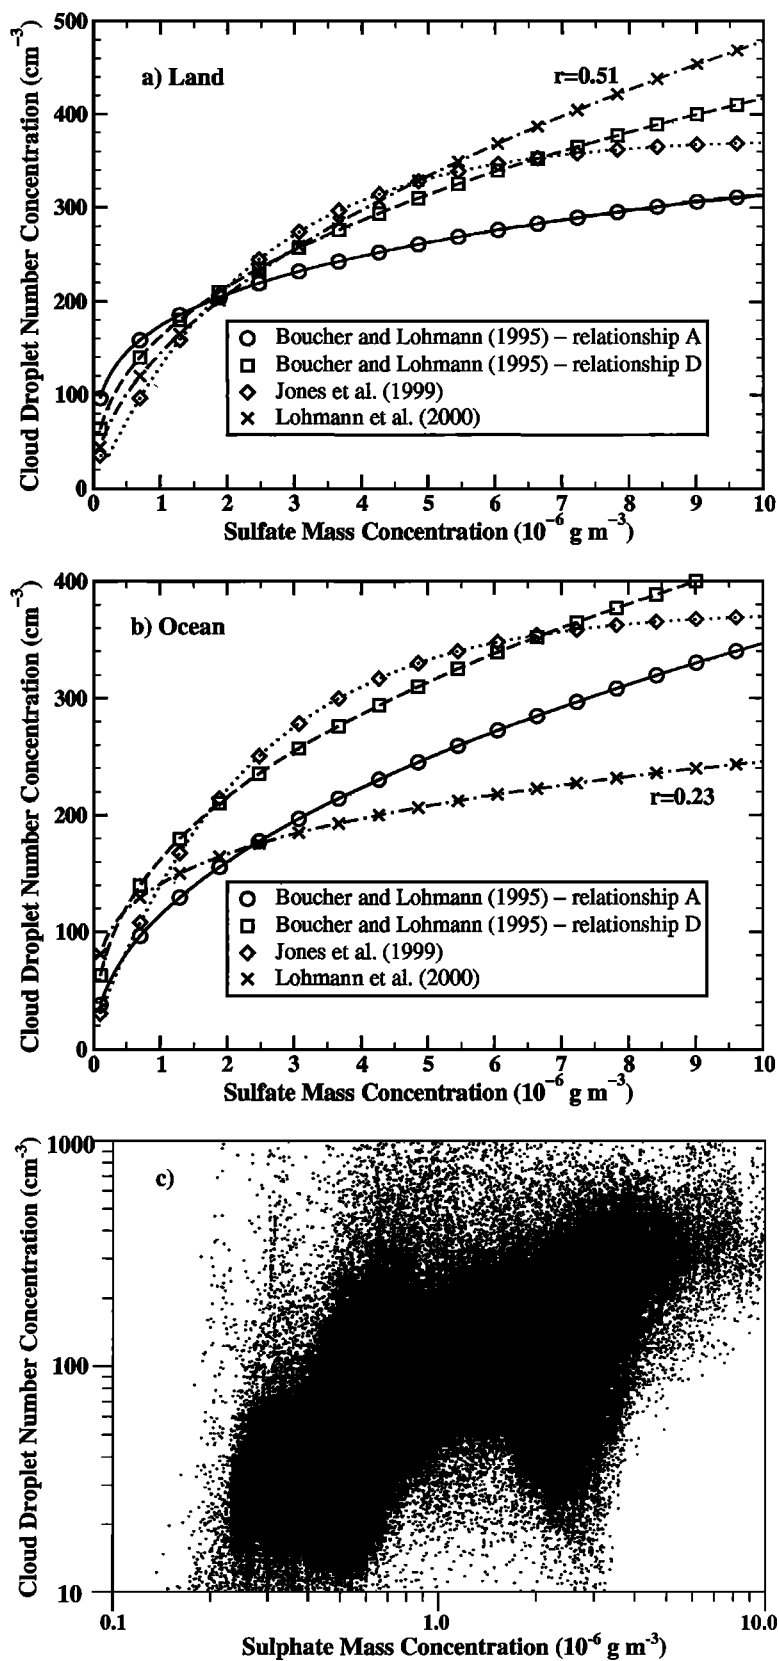 500
400
300
200
100
0
Cloud Droplet Number Concentration (cm⁻³)
a) Land
r=0.51
Boucher and Lohmann (1995) – relationship A
Boucher and Lohmann (1995) – relationship D
Jones et al. (1999)
Lohmann et al. (2000)
0 1 2 3 4 5 6 7 8 9 10
Sulfate Mass Concentration (10⁻⁶ g m⁻³)
400
300
200
100
0
Cloud Droplet Number Concentration (cm⁻³)
b) Ocean
r=0.23
Boucher and Lohmann (1995) – relationship A
Boucher and Lohmann (1995) – relationship D
Jones et al. (1999)
Lohmann et al. (2000)
0 1 2 3 4 5 6 7 8 9 10
Sulfate Mass Concentration (10⁻⁶ g m⁻³)
1000
100
10
Cloud Droplet Number Concentration (cm⁻³)
c)
0.1 1.0 10.0
Sulphate Mass Concentration (10⁻⁶ g m⁻³)